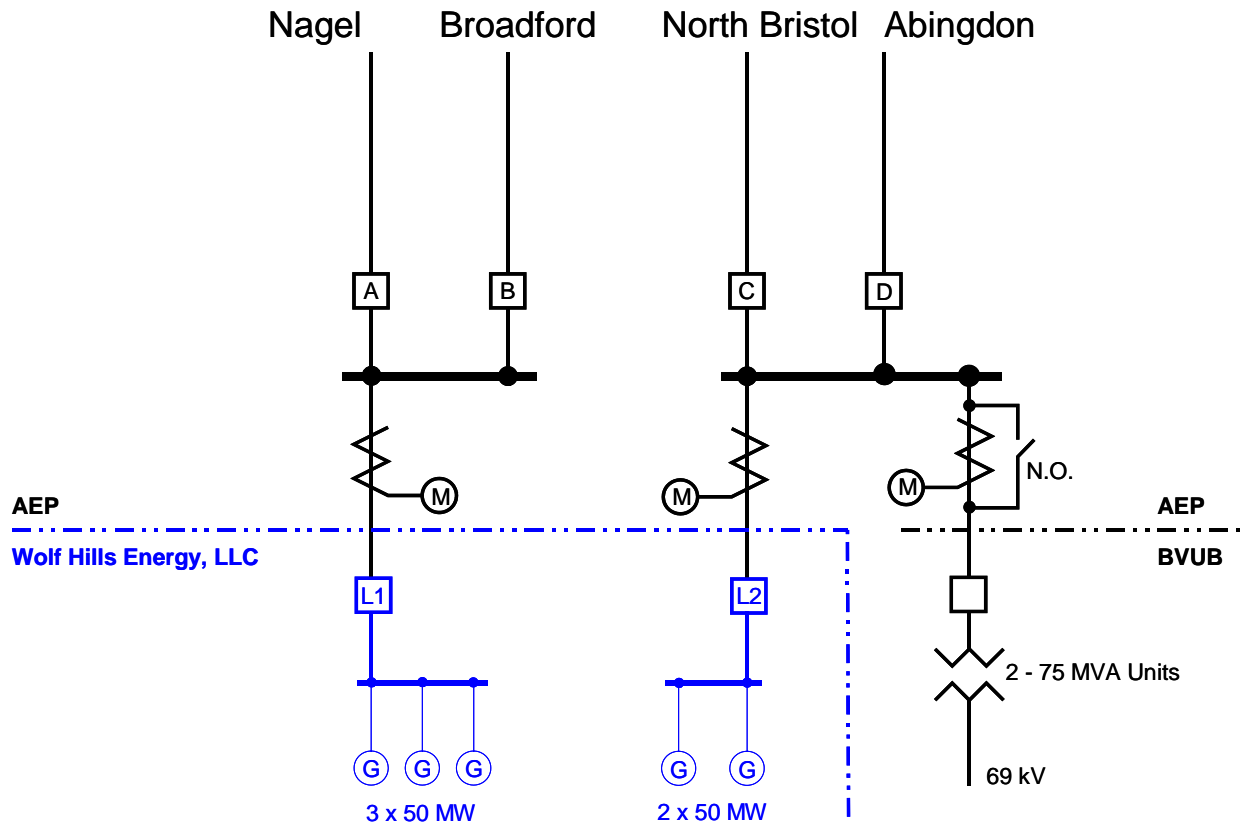 Nagel Broadford North Bristol Abingdon
A B C D
N.O.
M M M
AEP AEP
Wolf Hills Energy, LLC BVUB
L1 L2
2 - 75 MVA Units
G G G G G
69 kV
3 x 50 MW 2 x 50 MW